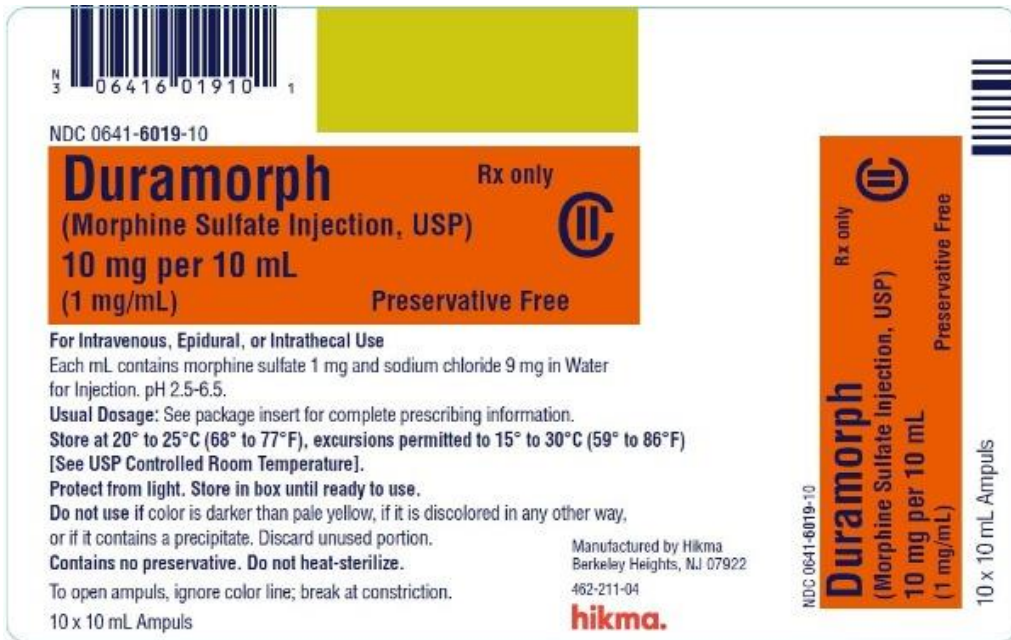 N
3 06416 01910 1
NDC 0641-6019-10
Duramorph Rx only
(Morphine Sulfate Injection, USP) CII
10 mg per 10 mL
(1 mg/mL) Preservative Free
For Intravenous, Epidural, or Intrathecal Use
Each mL contains morphine sulfate 1 mg and sodium chloride 9 mg in Water
for Injection. pH 2.5-6.5.
Usual Dosage: See package insert for complete prescribing information.
Store at 20° to 25°C (68° to 77°F), excursions permitted to 15° to 30°C (59° to 86°F)
[See USP Controlled Room Temperature].
Protect from light. Store in box until ready to use.
Do not use if color is darker than pale yellow, if it is discolored in any other way,
or if it contains a precipitate. Discard unused portion.
Contains no preservative. Do not heat-sterilize.
To open ampuls, ignore color line; break at constriction.
10 x 10 mL Ampuls
Manufactured by Hikma
Berkeley Heights, NJ 07922
462-211-04
hikma.
NDC 0641-6019-10
Duramorph Rx only
(Morphine Sulfate Injection, USP) CII
10 mg per 10 mL
(1 mg/mL) Preservative Free
10 x 10 mL Ampuls